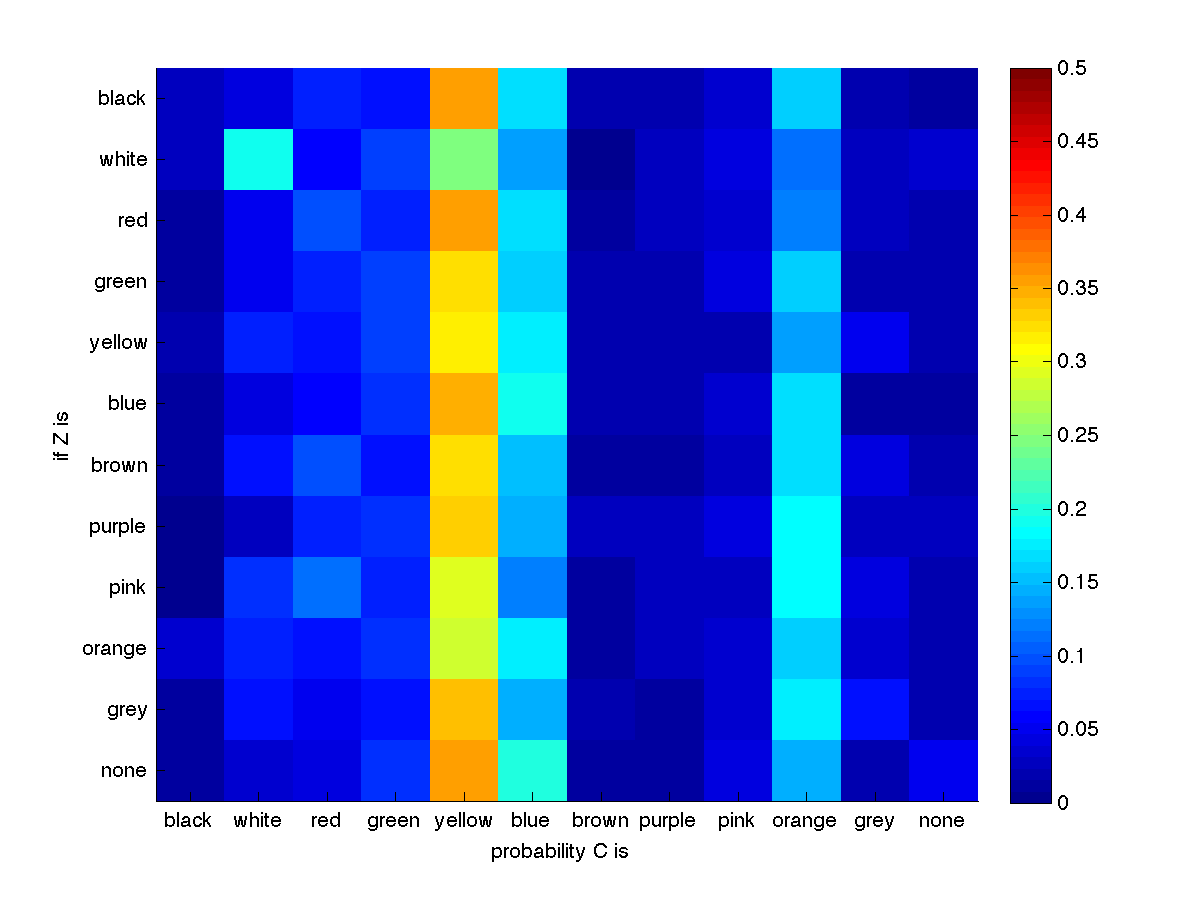 black
white
red
green
yellow
blue
brown
purple
pink
orange
grey
none
if Z is
black white red green yellow blue brown purple pink orange grey none
probability C is
0.5
0.45
0.4
0.35
0.3
0.25
0.2
0.15
0.1
0.05
0